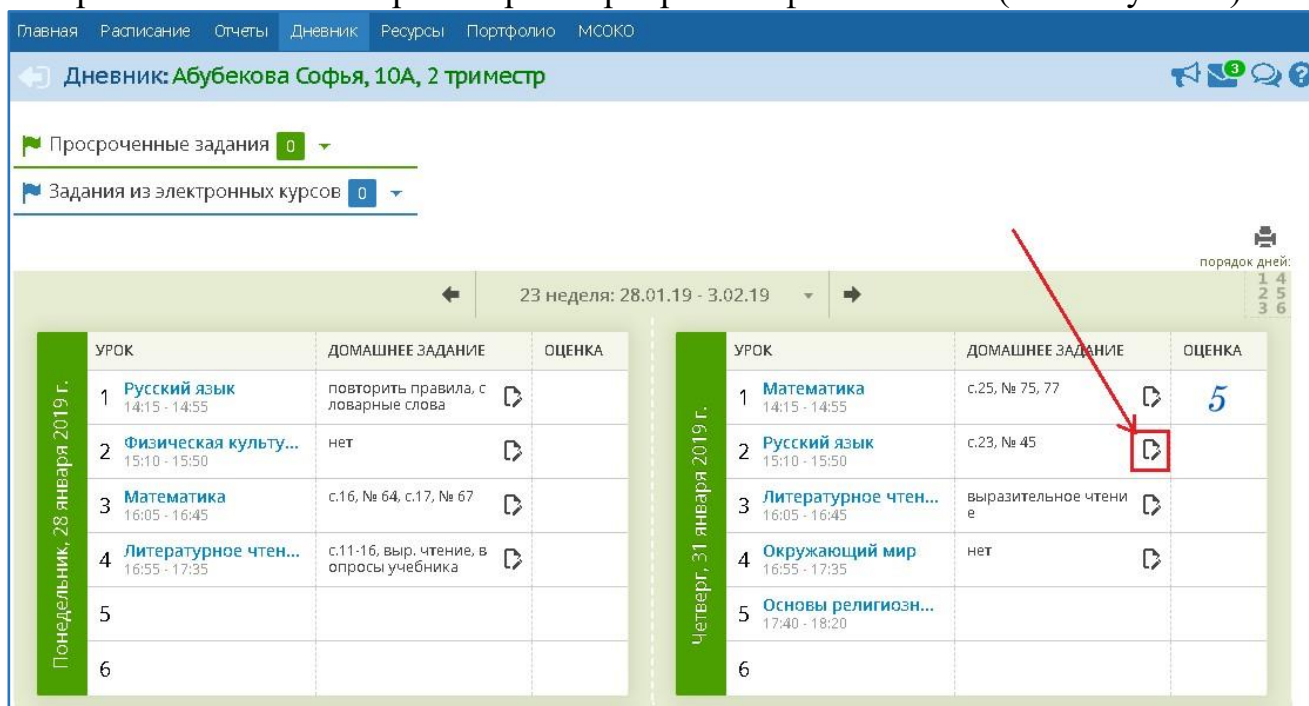 Главная Расписание Отчеты Дневник Ресурсы Портфолио МСОКО
Дневник: Абубекова Софья, 10А, 2 триместр
3
?
Просроченные задания 0
Задания из электронных курсов 0
порядок дней:
1 4
2 5
3 6
23 неделя: 28.01.19 - 3.02.19
Понедельник, 28 января 2019 г.
УРОК ДОМАШНЕЕ ЗАДАНИЕ ОЦЕНКА
1 Русский язык
14:15 - 14:55
повторить правила, с
ловарные слова
2 Физическая культу...
15:10 - 15:50
нет
3 Математика
16:05 - 16:45
с.16, № 64, с.17, № 67
4 Литературное чтен...
16:55 - 17:35
с.11-16, выр. чтение, в
опросы учебника
5
6
Четверг, 31 января 2019 г.
УРОК ДОМАШНЕЕ ЗАДАНИЕ ОЦЕНКА
1 Математика
14:15 - 14:55
с.25, № 75, 77
5
2 Русский язык
15:10 - 15:50
с.23, № 45
3 Литературное чтен...
16:05 - 16:45
выразительное чтени
е
4 Окружающий мир
16:55 - 17:35
нет
5 Основы религиозн...
17:40 - 18:20
6